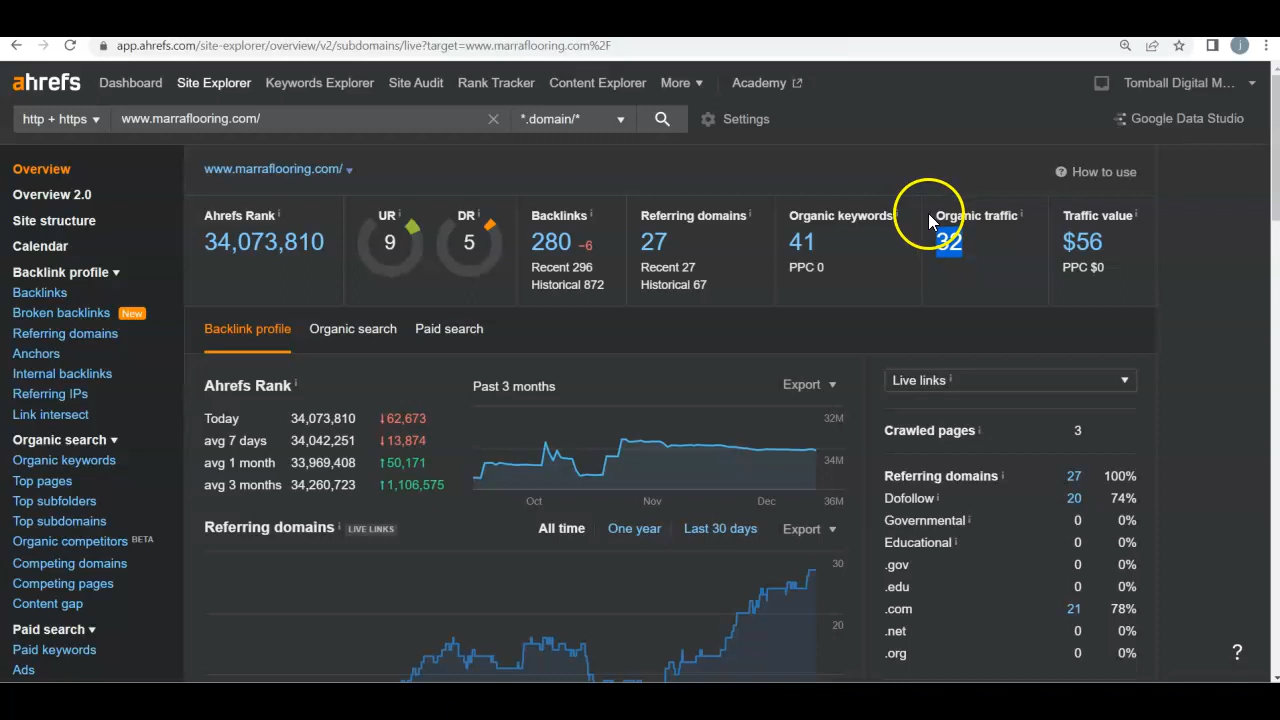 app.ahrefs.com/site-explorer/overview/v2/subdomains/live?target=www.marraflooring.com%2F
j
ahrefs Dashboard Site Explorer Keywords Explorer Site Audit Rank Tracker Content Explorer More Academy Tomball Digital M...
http + https www.marraflooring.com/ *.domain/* Settings Google Data Studio
Overview
Overview 2.0
Site structure
Calendar
Backlink profile
Backlinks
Broken backlinks New
Referring domains
Anchors
Internal backlinks
Referring IPs
Link intersect
Organic search
Organic keywords
Top pages
Top subfolders
Top subdomains
Organic competitors BETA
Competing domains
Competing pages
Content gap
Paid search
Paid keywords
Ads
www.marraflooring.com/ How to use
Ahrefs Rank
34,073,810
UR
9
DR
5
Backlinks
280 –6
Recent 296
Historical 872
Referring domains
27
Recent 27
Historical 67
Organic keywords
41
PPC 0
Organic traffic
32
Traffic value
$56
PPC $0
Backlink profile Organic search Paid search
Ahrefs Rank
Today 34,073,810 ↓62,673
avg 7 days 34,042,251 ↓13,874
avg 1 month 33,969,408 ↑50,171
avg 3 months 34,260,723 ↑1,106,575
Past 3 months Export
32M
34M
36M
Oct Nov Dec
Referring domains LIVE LINKS All time One year Last 30 days Export
30
20
Live links
Crawled pages 3
Referring domains 27 100%
Dofollow 20 74%
Governmental 0 0%
Educational 0 0%
.gov 0 0%
.edu 0 0%
.com 21 78%
.net 0 0%
.org 0 0%
?